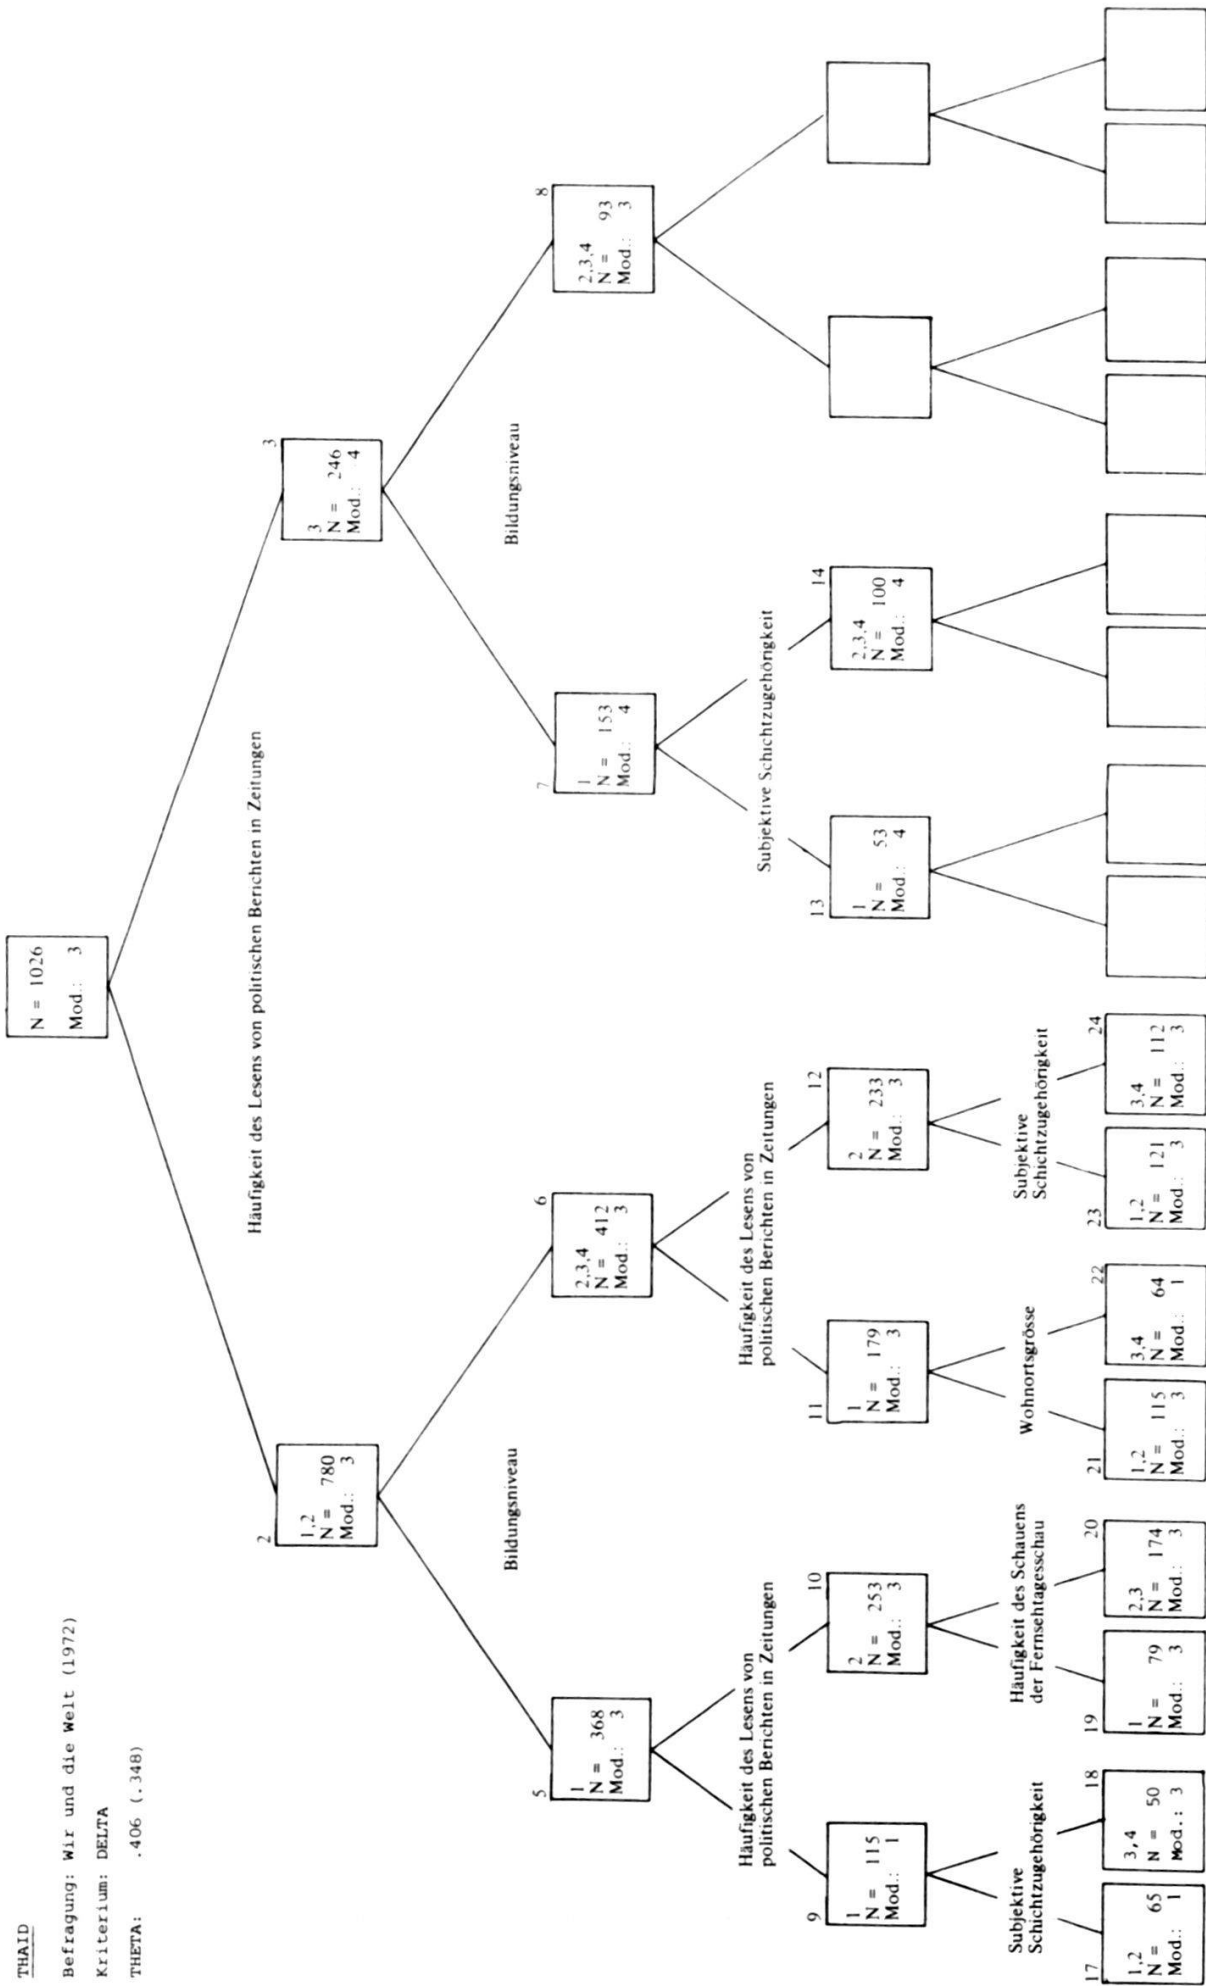 THAID
Befragung: Wir und die Welt (1972)
Kriterium: DELTA
THETA: .406 (.348)
N = 1026
Mod.: 3
Häufigkeit des Lesens von politischen Berichten in Zeitungen
2
1,2
N = 780
Mod.: 3
3
3
N = 246
Mod.: 4
Bildungsniveau
Bildungsniveau
5
1
N = 368
Mod.: 3
6
2,3,4
N = 412
Mod.: 3
7
1
N = 153
Mod.: 4
8
2,3,4
N = 93
Mod.: 3
Häufigkeit des Lesens von
politischen Berichten in Zeitungen
Häufigkeit des Lesens von
politischen Berichten in Zeitungen
Subjektive Schichtzugehörigkeit
9
1
N = 115
Mod.: 1
10
2
N = 253
Mod.: 3
11
1
N = 179
Mod.: 3
12
2
N = 233
Mod.: 3
13
1
N = 53
Mod.: 4
14
2,3,4
N = 100
Mod.: 4
Subjektive
Schichtzugehörigkeit
Häufigkeit des Schauens
der Fernsehtagesschau
Wohnortsgrösse
Subjektive
Schichtzugehörigkeit
17
1,2
N = 65
Mod.: 1
18
3,4
N = 50
Mod.: 3
19
1
N = 79
Mod.: 3
20
2,3
N = 174
Mod.: 3
21
1,2
N = 115
Mod.: 3
22
3,4
N = 64
Mod.: 1
23
1,2
N = 121
Mod.: 3
24
3,4
N = 112
Mod.: 3